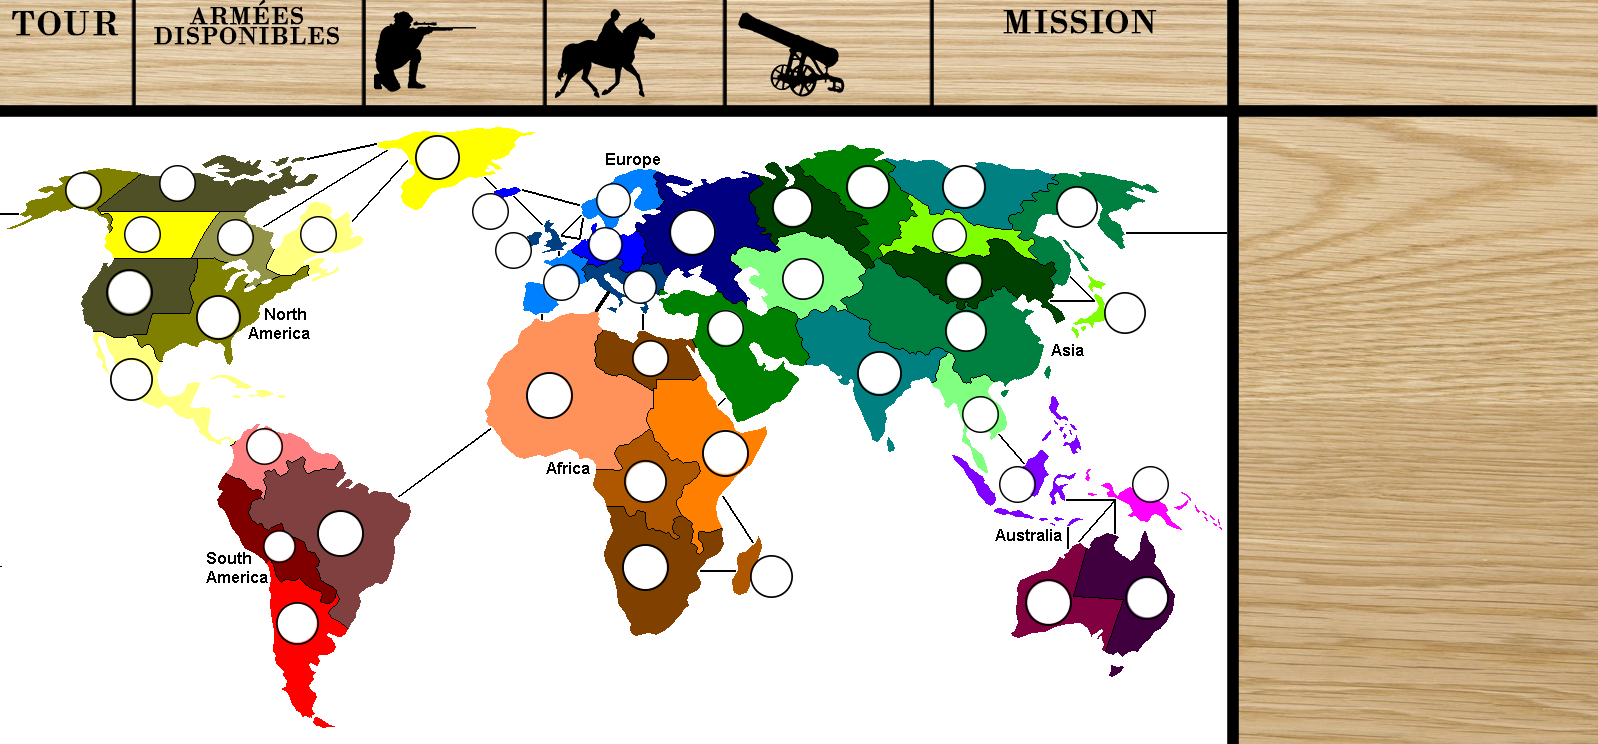 TOUR
ARMÉES
DISPONIBLES
MISSION
Europe
North
America
Asia
Africa
South
America
Australia